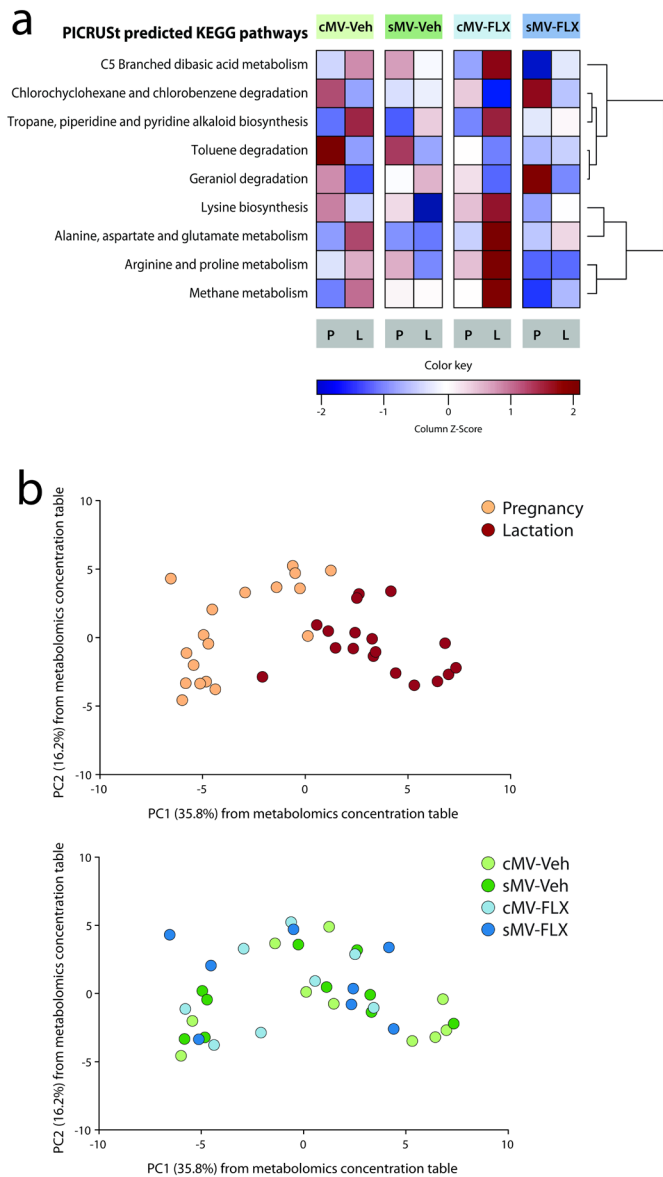 a
PICRUSt predicted KEGG pathways
cMV-Veh sMV-Veh cMV-FLX sMV-FLX
C5 Branched dibasic acid metabolism
Chlorochyclohexane and chlorobenzene degradation
Tropane, piperidine and pyridine alkaloid biosynthesis
Toluene degradation
Geraniol degradation
Lysine biosynthesis
Alanine, aspartate and glutamate metabolism
Arginine and proline metabolism
Methane metabolism
P L P L P L P L
Color key
-2 -1 0 1 2
Column Z-Score
b
PC2 (16.2%) from metabolomics concentration table
10
5
0
-5
-10
-10 -5 0 5 10
PC1 (35.8%) from metabolomics concentration table
Pregnancy
Lactation
PC2 (16.2%) from metabolomics concentration table
10
5
0
-5
-10
-10 -5 0 5 10
PC1 (35.8%) from metabolomics concentration table
cMV-Veh
sMV-Veh
cMV-FLX
sMV-FLX